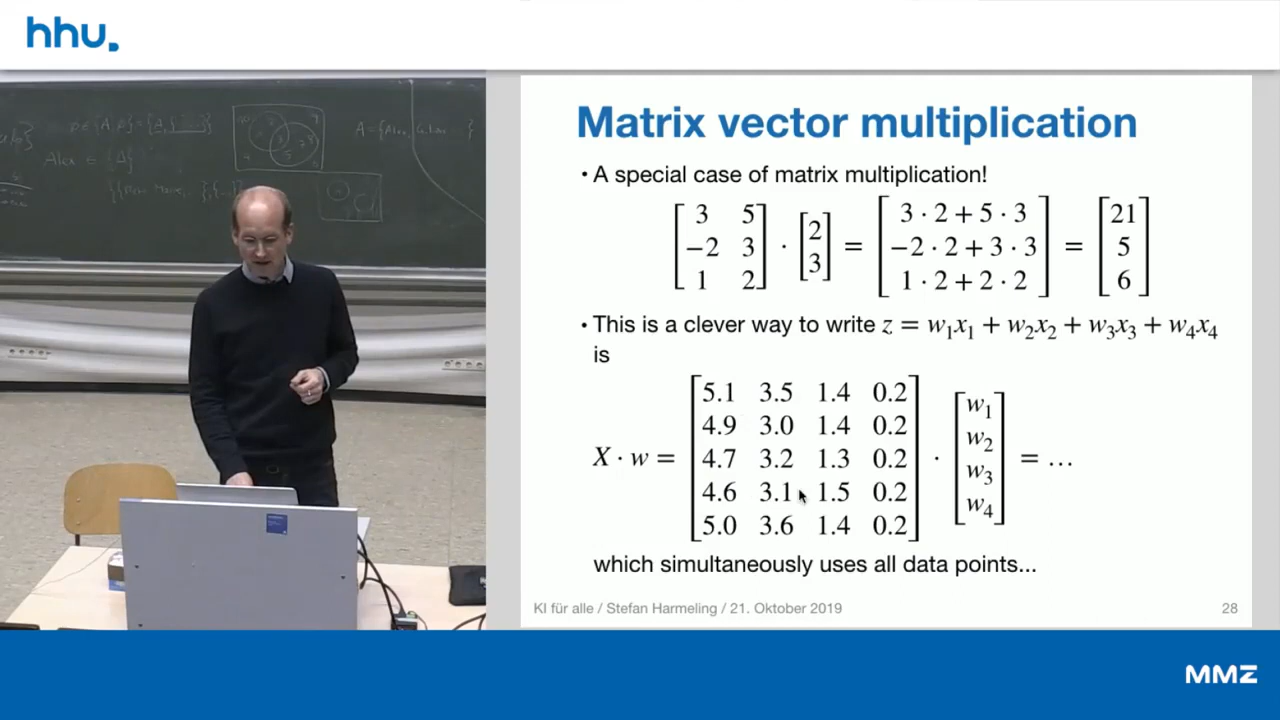 hhu.
Alex ∈
Matrix vector multiplication
• A special case of matrix multiplication!
[3 5; −2 3; 1 2] · [2; 3] = [3 · 2 + 5 · 3; −2 · 2 + 3 · 3; 1 · 2 + 2 · 2] = [21; 5; 6]
• This is a clever way to write z = w₁x₁ + w₂x₂ + w₃x₃ + w₄x₄
is
X · w = [5.1 3.5 1.4 0.2; 4.9 3.0 1.4 0.2; 4.7 3.2 1.3 0.2; 4.6 3.1 1.5 0.2; 5.0 3.6 1.4 0.2] · [w₁; w₂; w₃; w₄] = …
which simultaneously uses all data points...
KI für alle / Stefan Harmeling / 21. Oktober 2019
28
MMZ